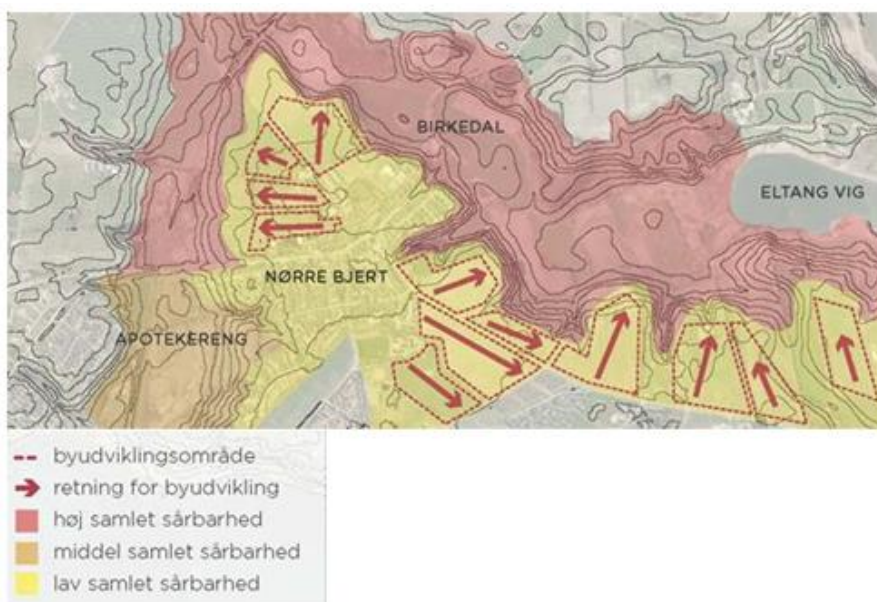 BIRKEDAL
ELTANG VIG
NØRRE BJERT
APOTEKERENG
byudviklingsområde
retning for byudvikling
høj samlet sårbarhed
middel samlet sårbarhed
lav samlet sårbarhed